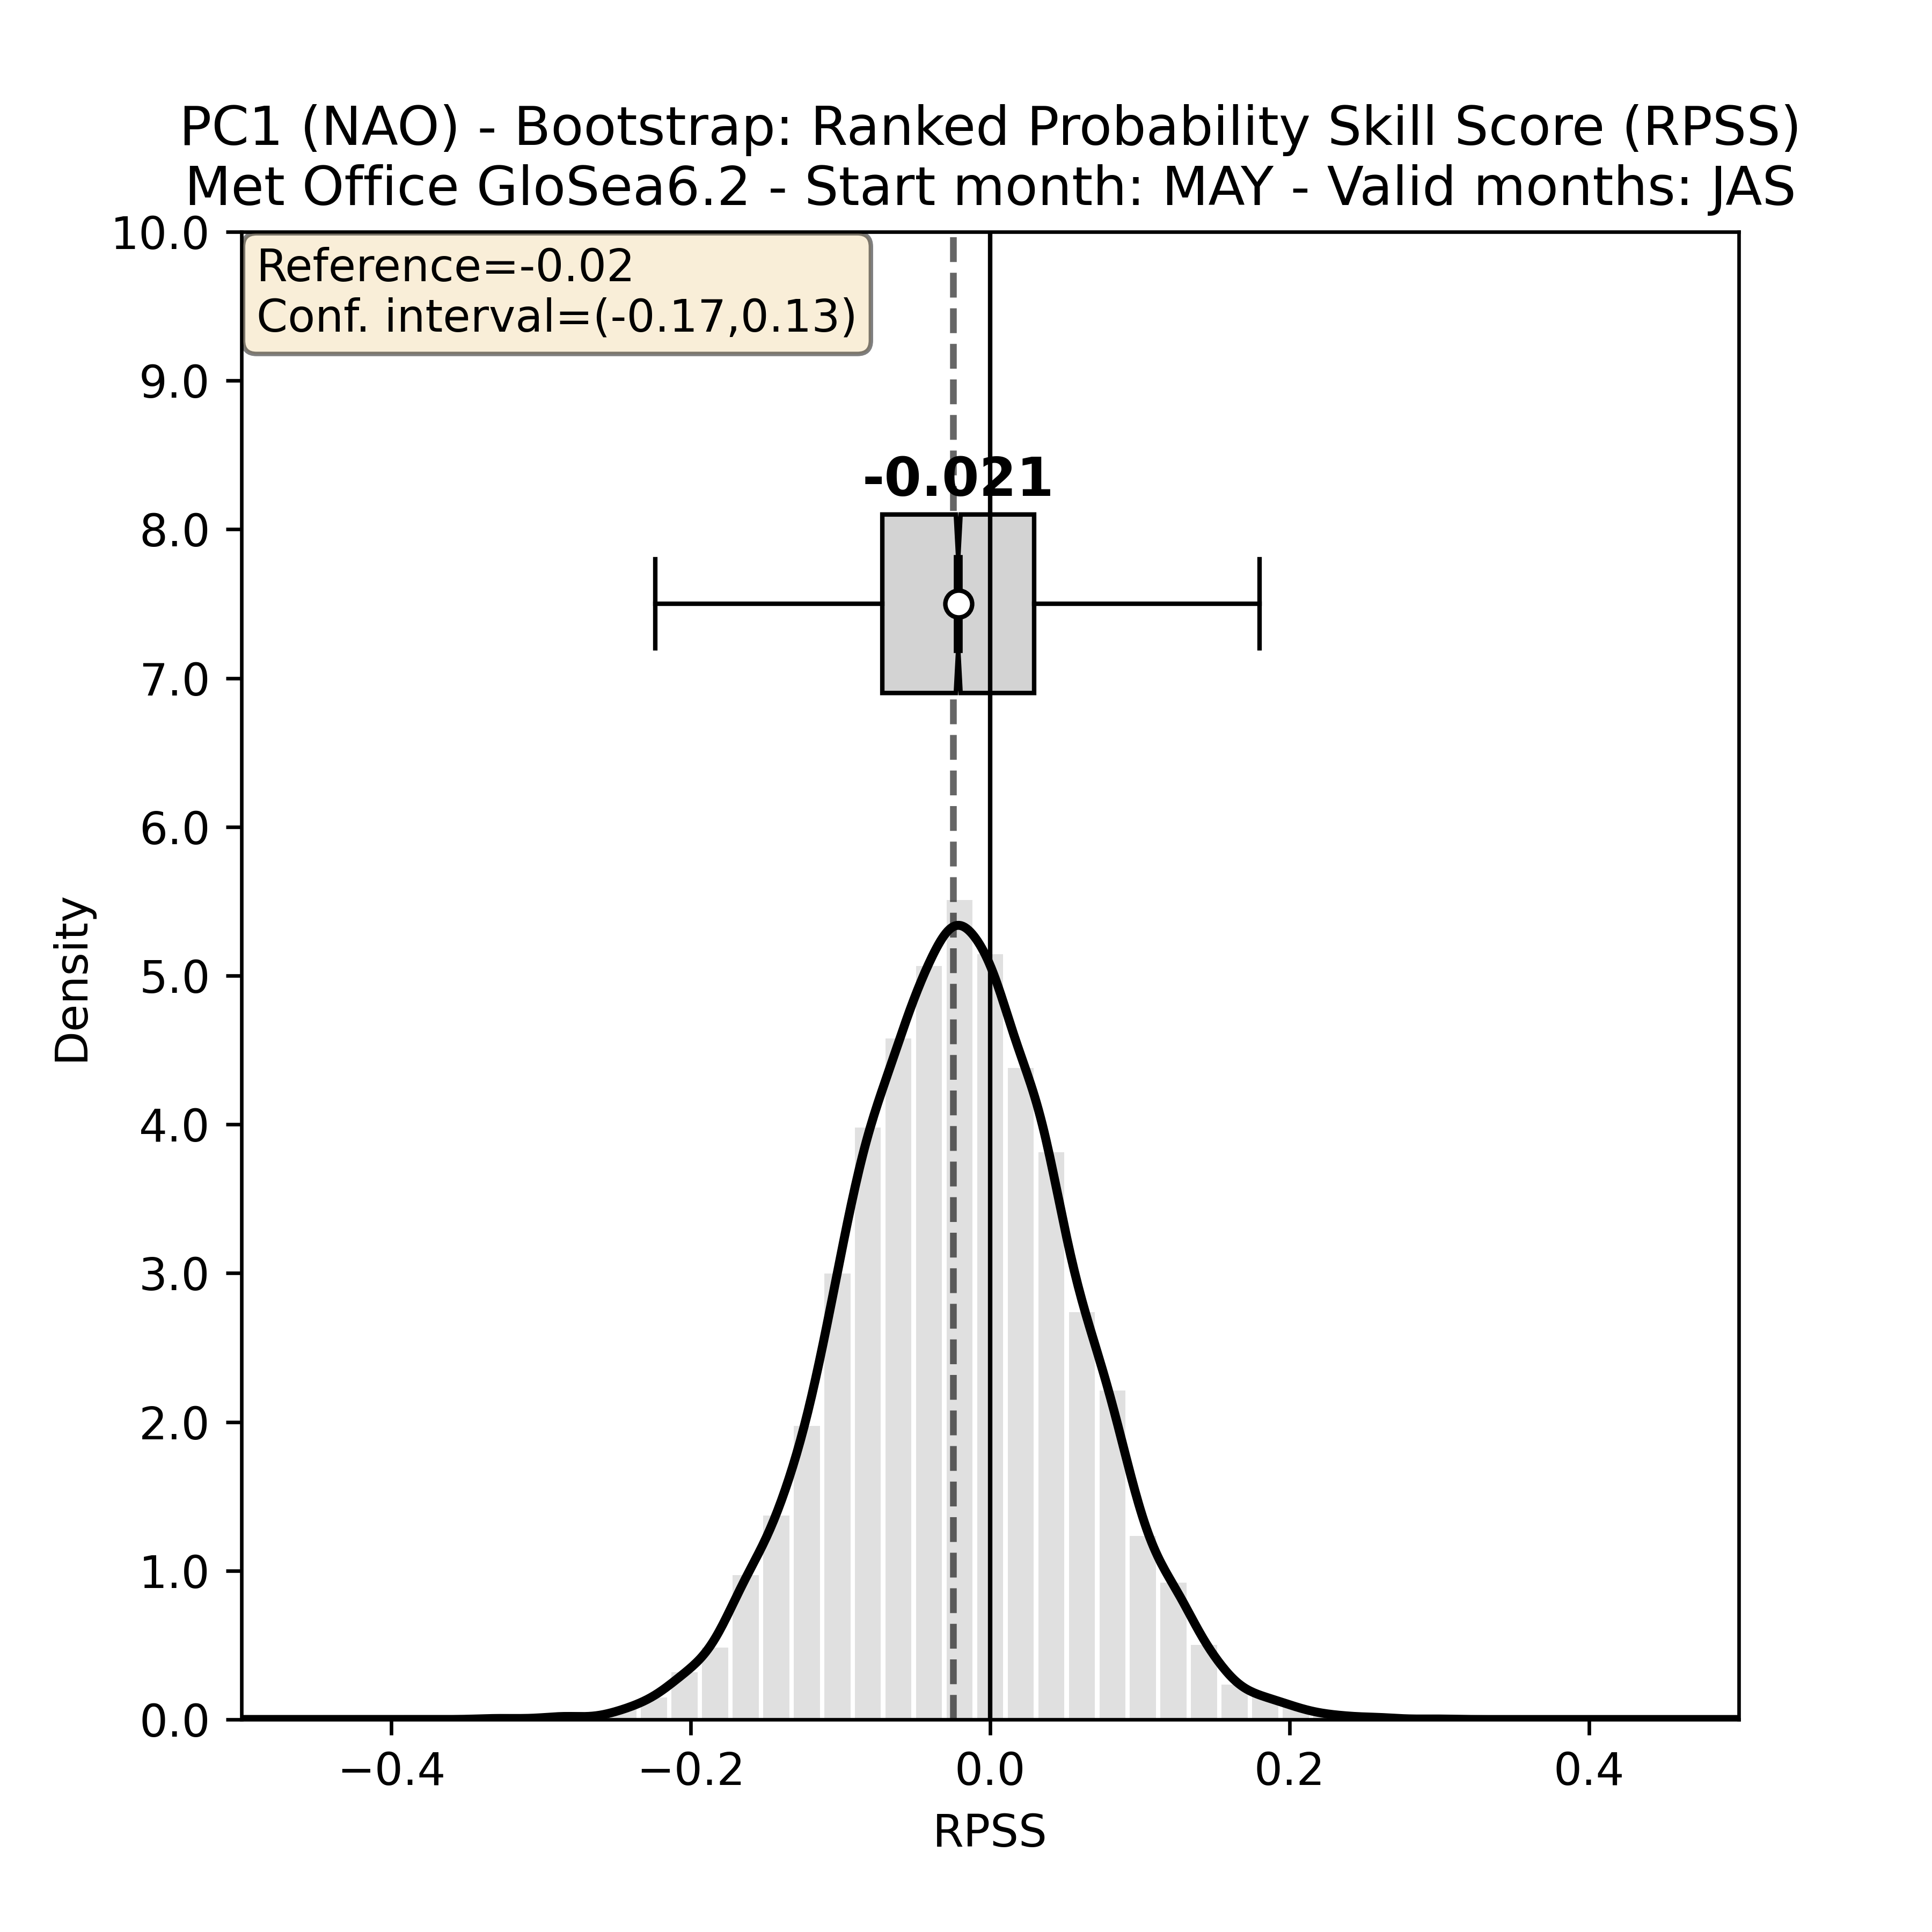 PC1 (NAO) - Bootstrap: Ranked Probability Skill Score (RPSS)
Met Office GloSea6.2 - Start month: MAY - Valid months: JAS
Reference=-0.02
Conf. interval=(-0.17,0.13)
-0.021
10.0
9.0
8.0
7.0
6.0
5.0
4.0
3.0
2.0
1.0
0.0
Density
−0.4
−0.2
0.0
0.2
0.4
RPSS